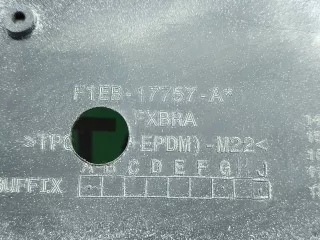 F1EB-17757-A*
FXBRA
>TPO EPDM)-M22<
A B C D E F G J
SUFFIX